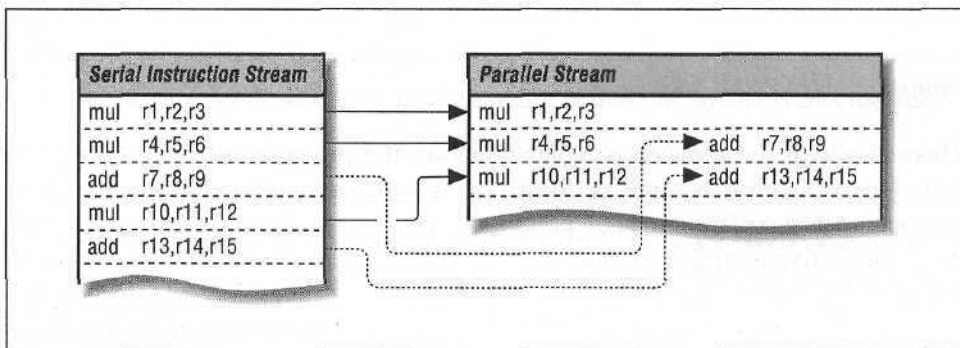 Serial Instruction Stream
mul r1,r2,r3
mul r4,r5,r6
add r7,r8,r9
mul r10,r11,r12
add r13,r14,r15
Parallel Stream
mul r1,r2,r3
mul r4,r5,r6 add r7,r8,r9
mul r10,r11,r12 add r13,r14,r15